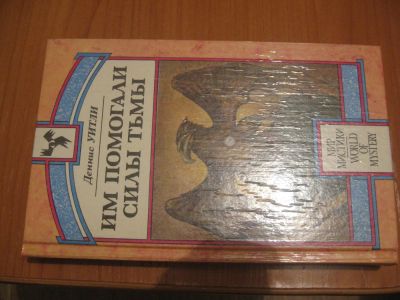 Деннис УИТЛИ
ИМ ПОМОГАЛИ
СИЛЫ ТЬМЫ
МИР
МИСТИКИ
WORLD
OF
MYSTERY